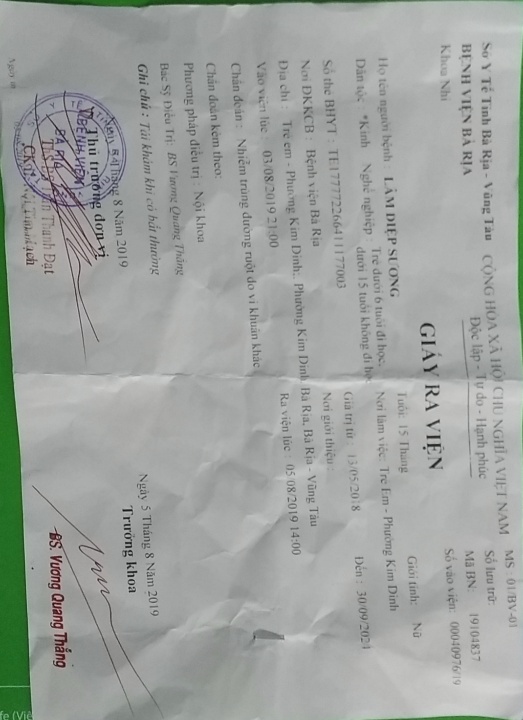 Sở Y Tế Tỉnh Bà Rịa - Vũng Tàu
BỆNH VIỆN BÀ RỊA
Khoa Nhi
CỘNG HÒA XÃ HỘI CHỦ NGHĨA VIỆT NAM
Độc lập - Tự do - Hạnh phúc
MS : 01/BV-01
Số lưu trữ:
Mã BN: 19104837
Số vào viện: 00040976/19
GIẤY RA VIỆN
Họ tên người bệnh : LÂM DIỆP SƯƠNG
Tuổi: 15 Tháng
Giới tính: Nữ
Dân tộc : *Kinh Nghề nghiệp : Trẻ dưới 6 tuổi đi học, dưới 15 tuổi không đi học
Nơi làm việc: Tre Em - Phường Kim Dinh
Số thẻ BHYT : TE177772266411177003
Giá trị từ : 13/05/2018 Đến : 30/09/2024
Nơi ĐKKCB : Bệnh viện Bà Rịa
Nơi giới thiệu :
Địa chỉ : Tre em - Phường Kim Dinh., Phường Kim Dinh, Bà Rịa, Bà Rịa - Vũng Tàu
Vào viện lúc : 03/08/2019 21:00
Ra viện lúc : 05/08/2019 14:00
Chẩn đoán : Nhiễm trùng đường ruột do vi khuẩn khác
Chẩn đoán kèm theo:
Phương pháp điều trị : Nội khoa
Bác Sỹ Điều Trị: BS Vương Quang Thắng
Ghi chú : Tái khám khi có bất thường
Tháng 8 Năm 2019
Thủ trưởng đơn vị
BỆNH VIỆN
BÀ RỊA
ThS.BS Thanh Đạt
Ngày 5 Tháng 8 Năm 2019
Trưởng khoa
BS. Vương Quang Thắng
Ngày in